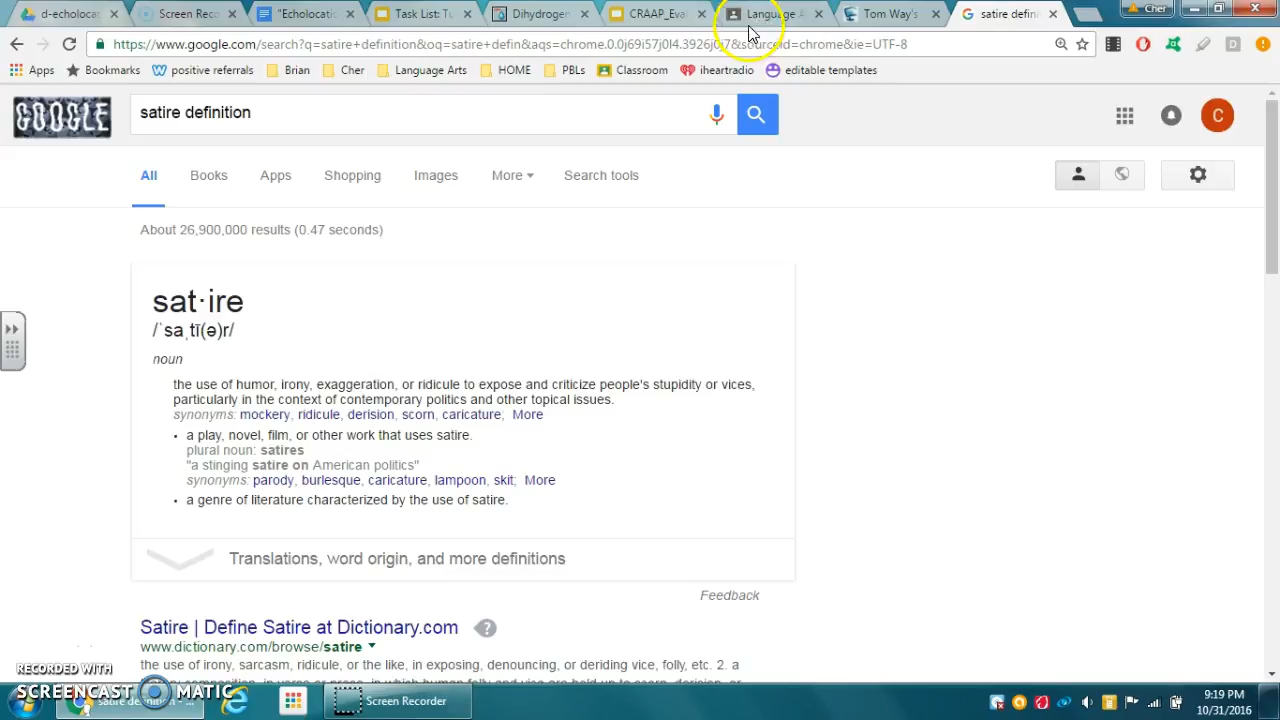 d-echoloca
Screen Reco
"Echolocati
Task List: Tu
Dihydrogen
CRAAP_Eva
Language A
Tom Way's
satire defini
Cher
https://www.google.com/search?q=satire+definition&oq=satire+defin&aqs=chrome.0.0j69i57j0l4.3926j0j7&sourceid=chrome&ie=UTF-8
Apps
Bookmarks
positive referrals
Brian
Cher
Language Arts
HOME
PBLs
Classroom
iheartradio
editable templates
GOOGLE
satire definition
C
All
Books
Apps
Shopping
Images
More
Search tools
About 26,900,000 results (0.47 seconds)
sat·ire
/ˈsaˌtī(ə)r/
noun
the use of humor, irony, exaggeration, or ridicule to expose and criticize people's stupidity or vices,
particularly in the context of contemporary politics and other topical issues.
synonyms: mockery, ridicule, derision, scorn, caricature; More
• a play, novel, film, or other work that uses satire.
plural noun: satires
"a stinging satire on American politics"
synonyms: parody, burlesque, caricature, lampoon, skit; More
• a genre of literature characterized by the use of satire.
Translations, word origin, and more definitions
Feedback
Satire | Define Satire at Dictionary.com
www.dictionary.com/browse/satire
the use of irony, sarcasm, ridicule, or the like, in exposing, denouncing, or deriding vice, folly, etc. 2. a
RECORDED WITH
SCREENCAST MATIC
satire definition - ...
Screen Recorder
9:19 PM
10/31/2016